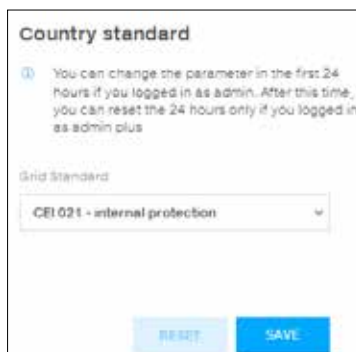 Country standard
You can change the parameter in the first 24
hours if you logged in as admin. After this time,
you can reset the 24 hours only if you logged in
as admin plus
Grid Standard
CEI 021 - internal protection
RESET SAVE